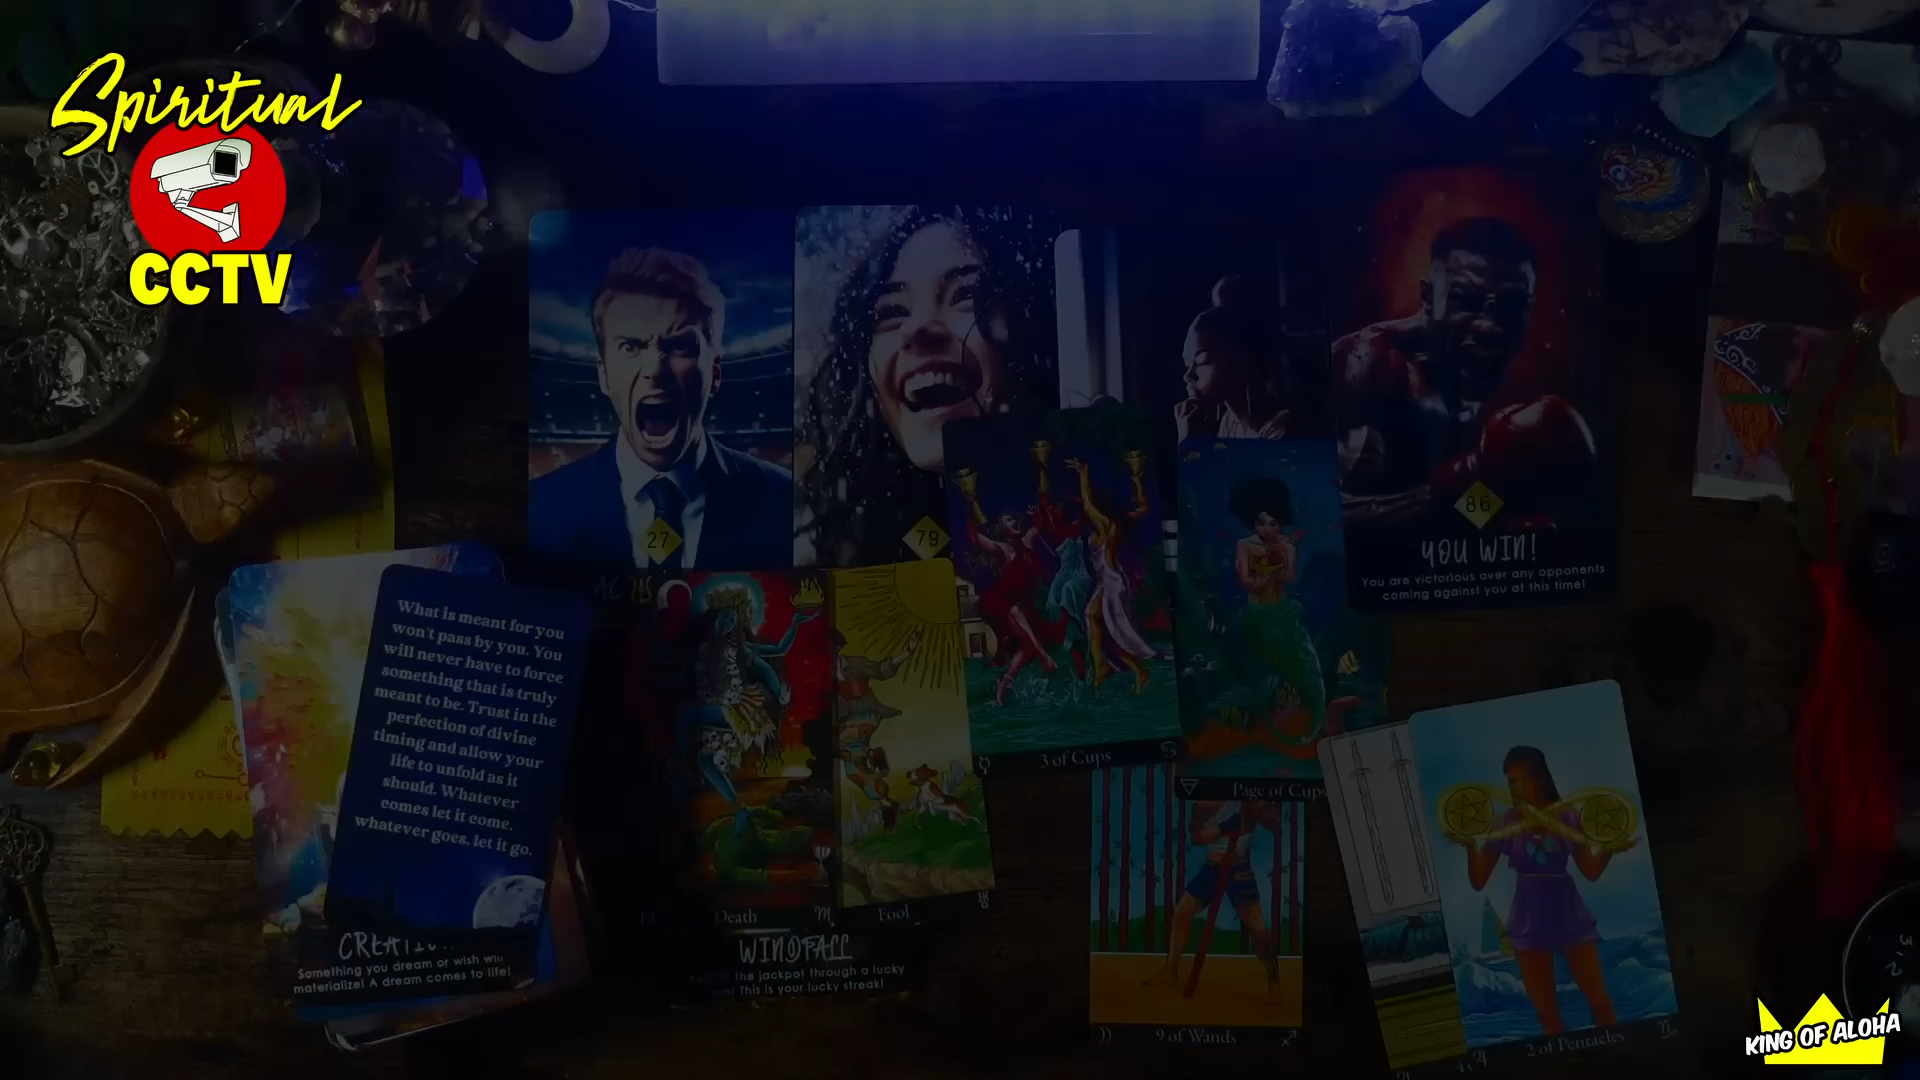 Spiritual
CCTV
27
79
86
YOU WIN!
You are victorious over any opponents
coming against you at this time!
What is meant for you
won't pass by you. You
will never have to force
something that is truly
meant to be. Trust in the
perfection of divine
timing and allow your
life to unfold as it
should. Whatever
comes let it come,
whatever goes, let it go.
3 of Cups
Page of Cups
Death
Fool
Something you dream or wish will
materialize! A dream comes to life!
WINDFALL
the jackpot through a lucky
This is your lucky streak!
9 of Wands
2 of Pentacles
KING OF ALOHA